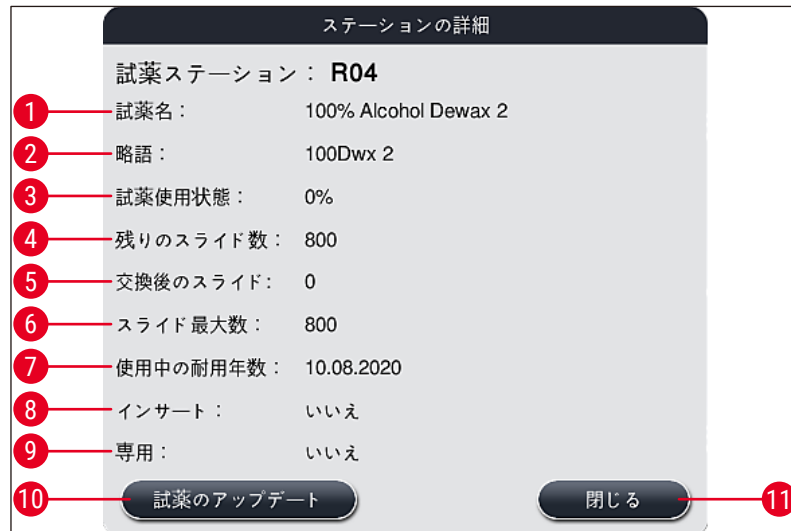 ステーションの詳細
試薬ステーション： R04
1 試薬名： 100% Alcohol Dewax 2
2 略語： 100Dwx 2
3 試薬使用状態： 0%
4 残りのスライド数： 800
5 交換後のスライド： 0
6 スライド最大数： 800
7 使用中の耐用年数： 10.08.2020
8 インサート： いいえ
9 専用： いいえ
10 試薬のアップデート 閉じる 11